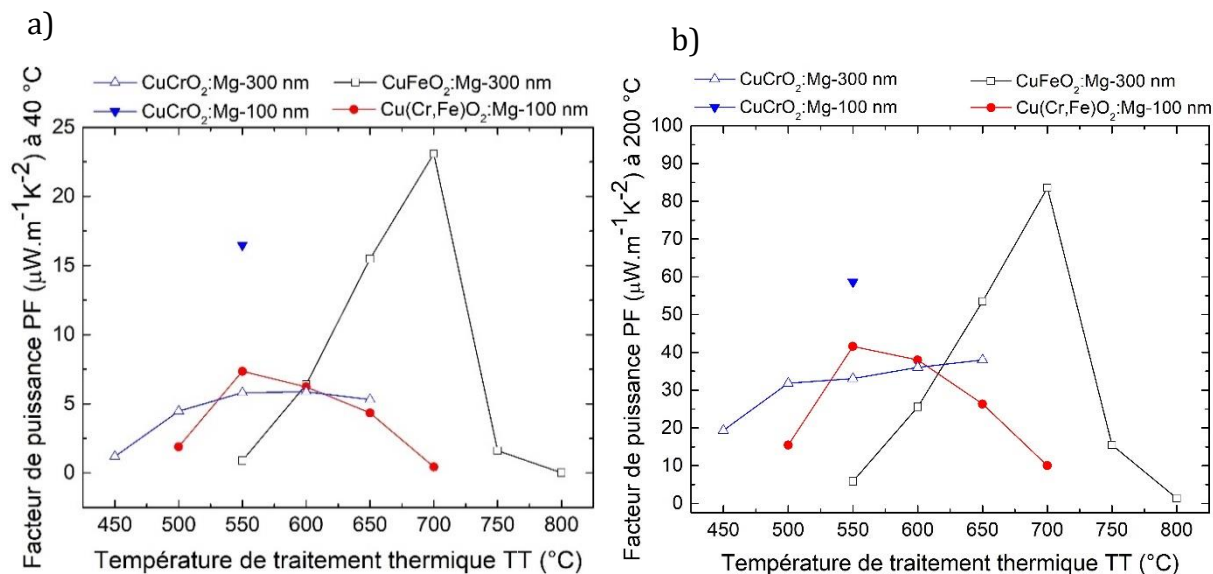 a)
CuCrO₂:Mg-300 nm
CuFeO₂:Mg-300 nm
CuCrO₂:Mg-100 nm
Cu(Cr,Fe)O₂:Mg-100 nm
Facteur de puissance PF (µW.m⁻¹K⁻²) à 40 °C
25
20
15
10
5
0
450 500 550 600 650 700 750 800
Température de traitement thermique TT (°C)
b)
CuCrO₂:Mg-300 nm
CuFeO₂:Mg-300 nm
CuCrO₂:Mg-100 nm
Cu(Cr,Fe)O₂:Mg-100 nm
Facteur de puissance PF (µW.m⁻¹K⁻²) à 200 °C
100
90
80
70
60
50
40
30
20
10
0
450 500 550 600 650 700 750 800
Température de traitement thermique TT (°C)